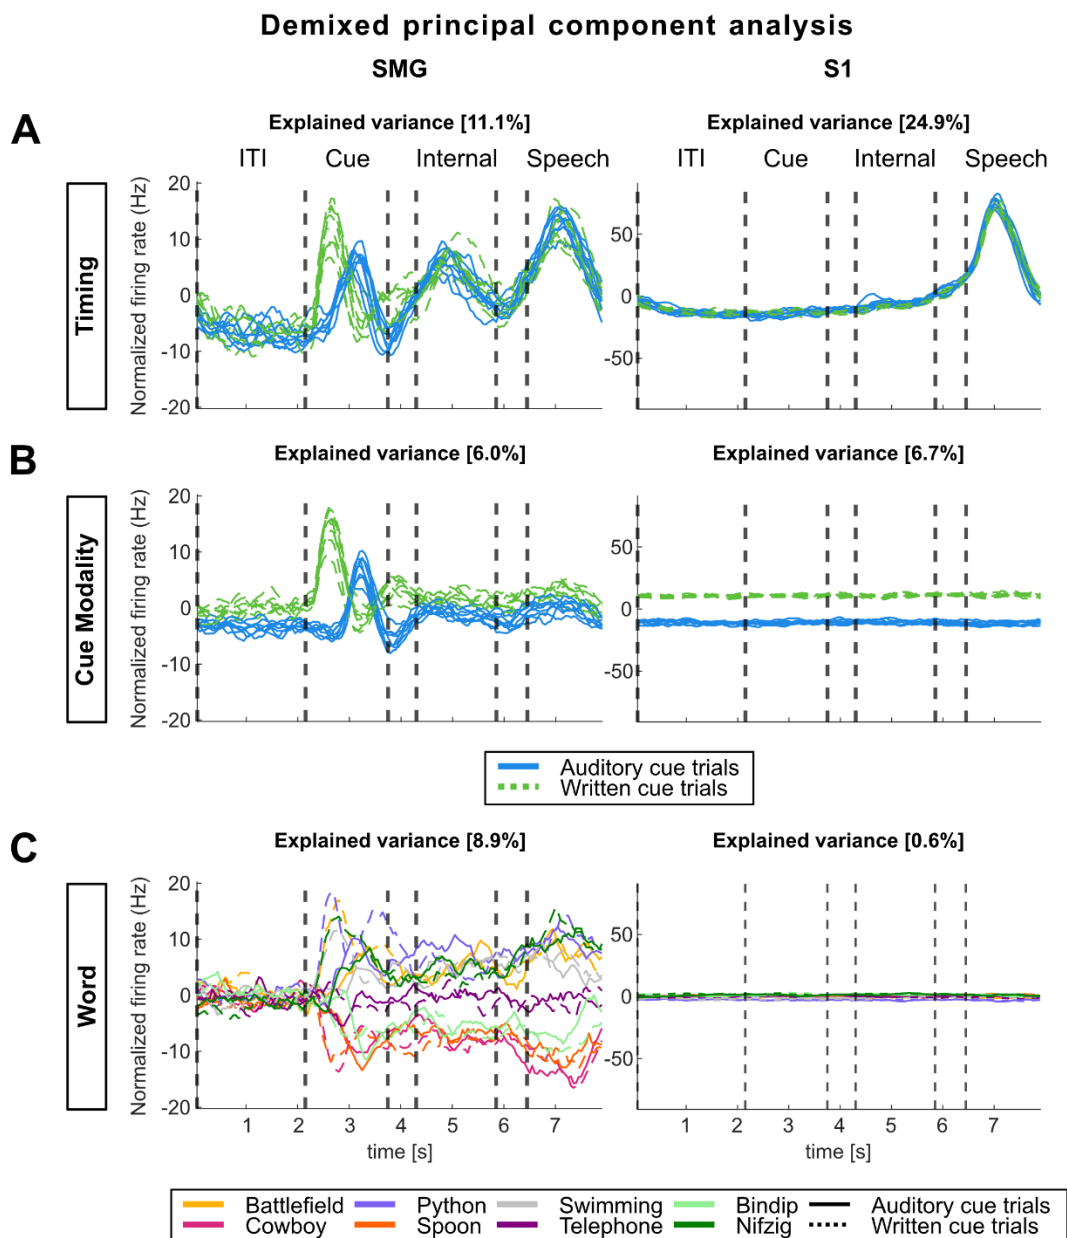 Demixed principal component analysis
SMG S1
A
Explained variance [11.1%] Explained variance [24.9%]
ITI Cue Internal Speech ITI Cue Internal Speech
Timing
Normalized firing rate (Hz)
20
10
0
-10
-20
50
0
-50
B
Explained variance [6.0%] Explained variance [6.7%]
Cue Modality
Normalized firing rate (Hz)
20
10
0
-10
-20
50
0
-50
Auditory cue trials
Written cue trials
C
Explained variance [8.9%] Explained variance [0.6%]
Word
Normalized firing rate (Hz)
20
10
0
-10
-20
50
0
-50
1 2 3 4 5 6 7 1 2 3 4 5 6 7
time [s] time [s]
Battlefield Python Swimming Bindip Auditory cue trials
Cowboy Spoon Telephone Nifzig Written cue trials